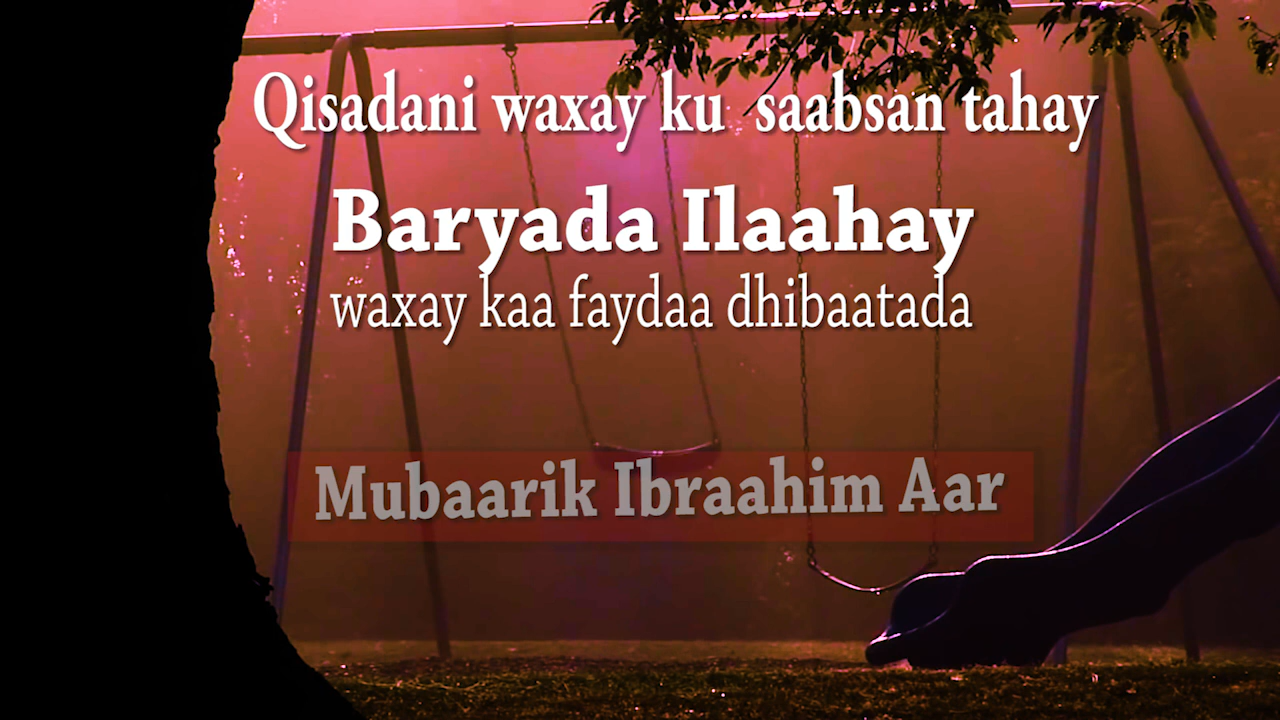 Qisadani waxay ku saabsan tahay
Baryada Ilaahay
waxay kaa faydaa dhibaatada
Mubaarik Ibraahim Aar